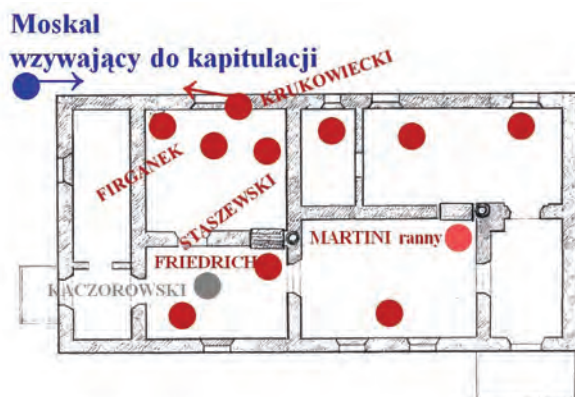 Moskal
wzywający do kapitulacji
KRUKOWIECKI
FIRGANEK
STASZEWSKI
MARTINI ranny
FRIEDRICH
KACZOROWSKI